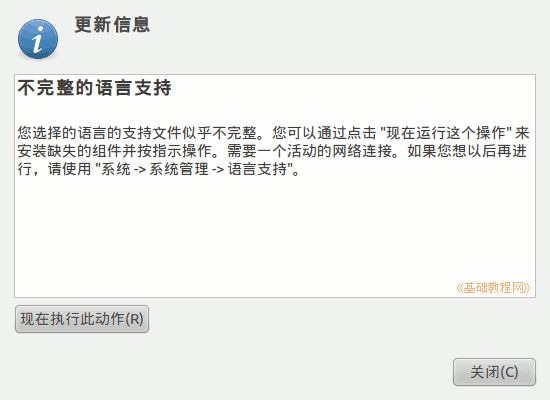 更新信息
不完整的语言支持
您选择的语言的支持文件似乎不完整。您可以通过点击 "现在运行这个操作" 来
安装缺失的组件并按指示操作。需要一个活动的网络连接。如果您想以后再进
行，请使用 "系统 -> 系统管理 -> 语言支持"。
《基础教程网》
现在执行此动作(R)
关闭(C)